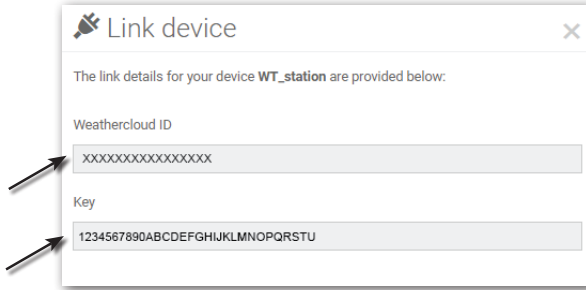 Link device
The link details for your device WT_station are provided below:
Weathercloud ID
XXXXXXXXXXXXXXXX
Key
1234567890ABCDEFGHIJKLMNOPQRSTU